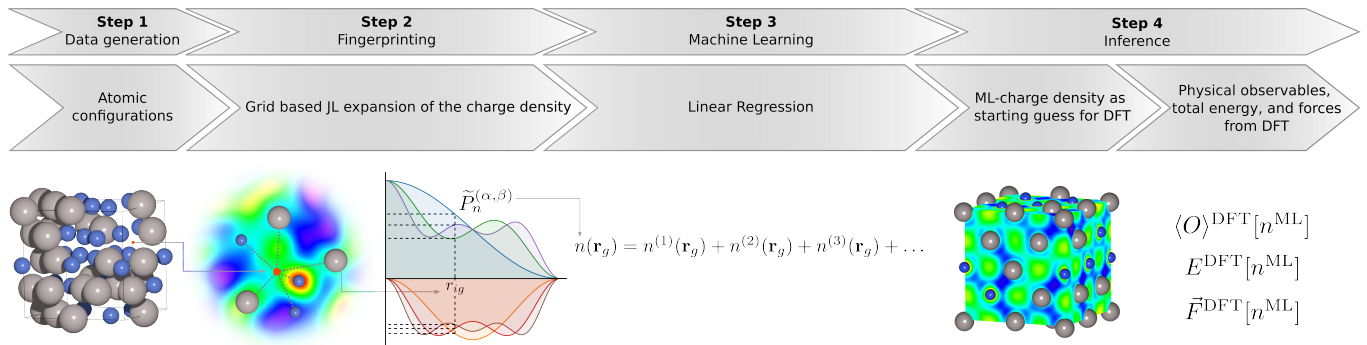 Step 1
Data generation
Step 2
Fingerprinting
Step 3
Machine Learning
Step 4
Inference
Atomic
configurations
Grid based JL expansion of the charge density
Linear Regression
ML-charge density as
starting guess for DFT
Physical observables,
total energy, and forces
from DFT
P̃ₙ^(α,β)
r_ig
n(r_g) = n^(1)(r_g) + n^(2)(r_g) + n^(3)(r_g) + …
⟨O⟩^DFT[n^ML]
E^DFT[n^ML]
F⃗^DFT[n^ML]